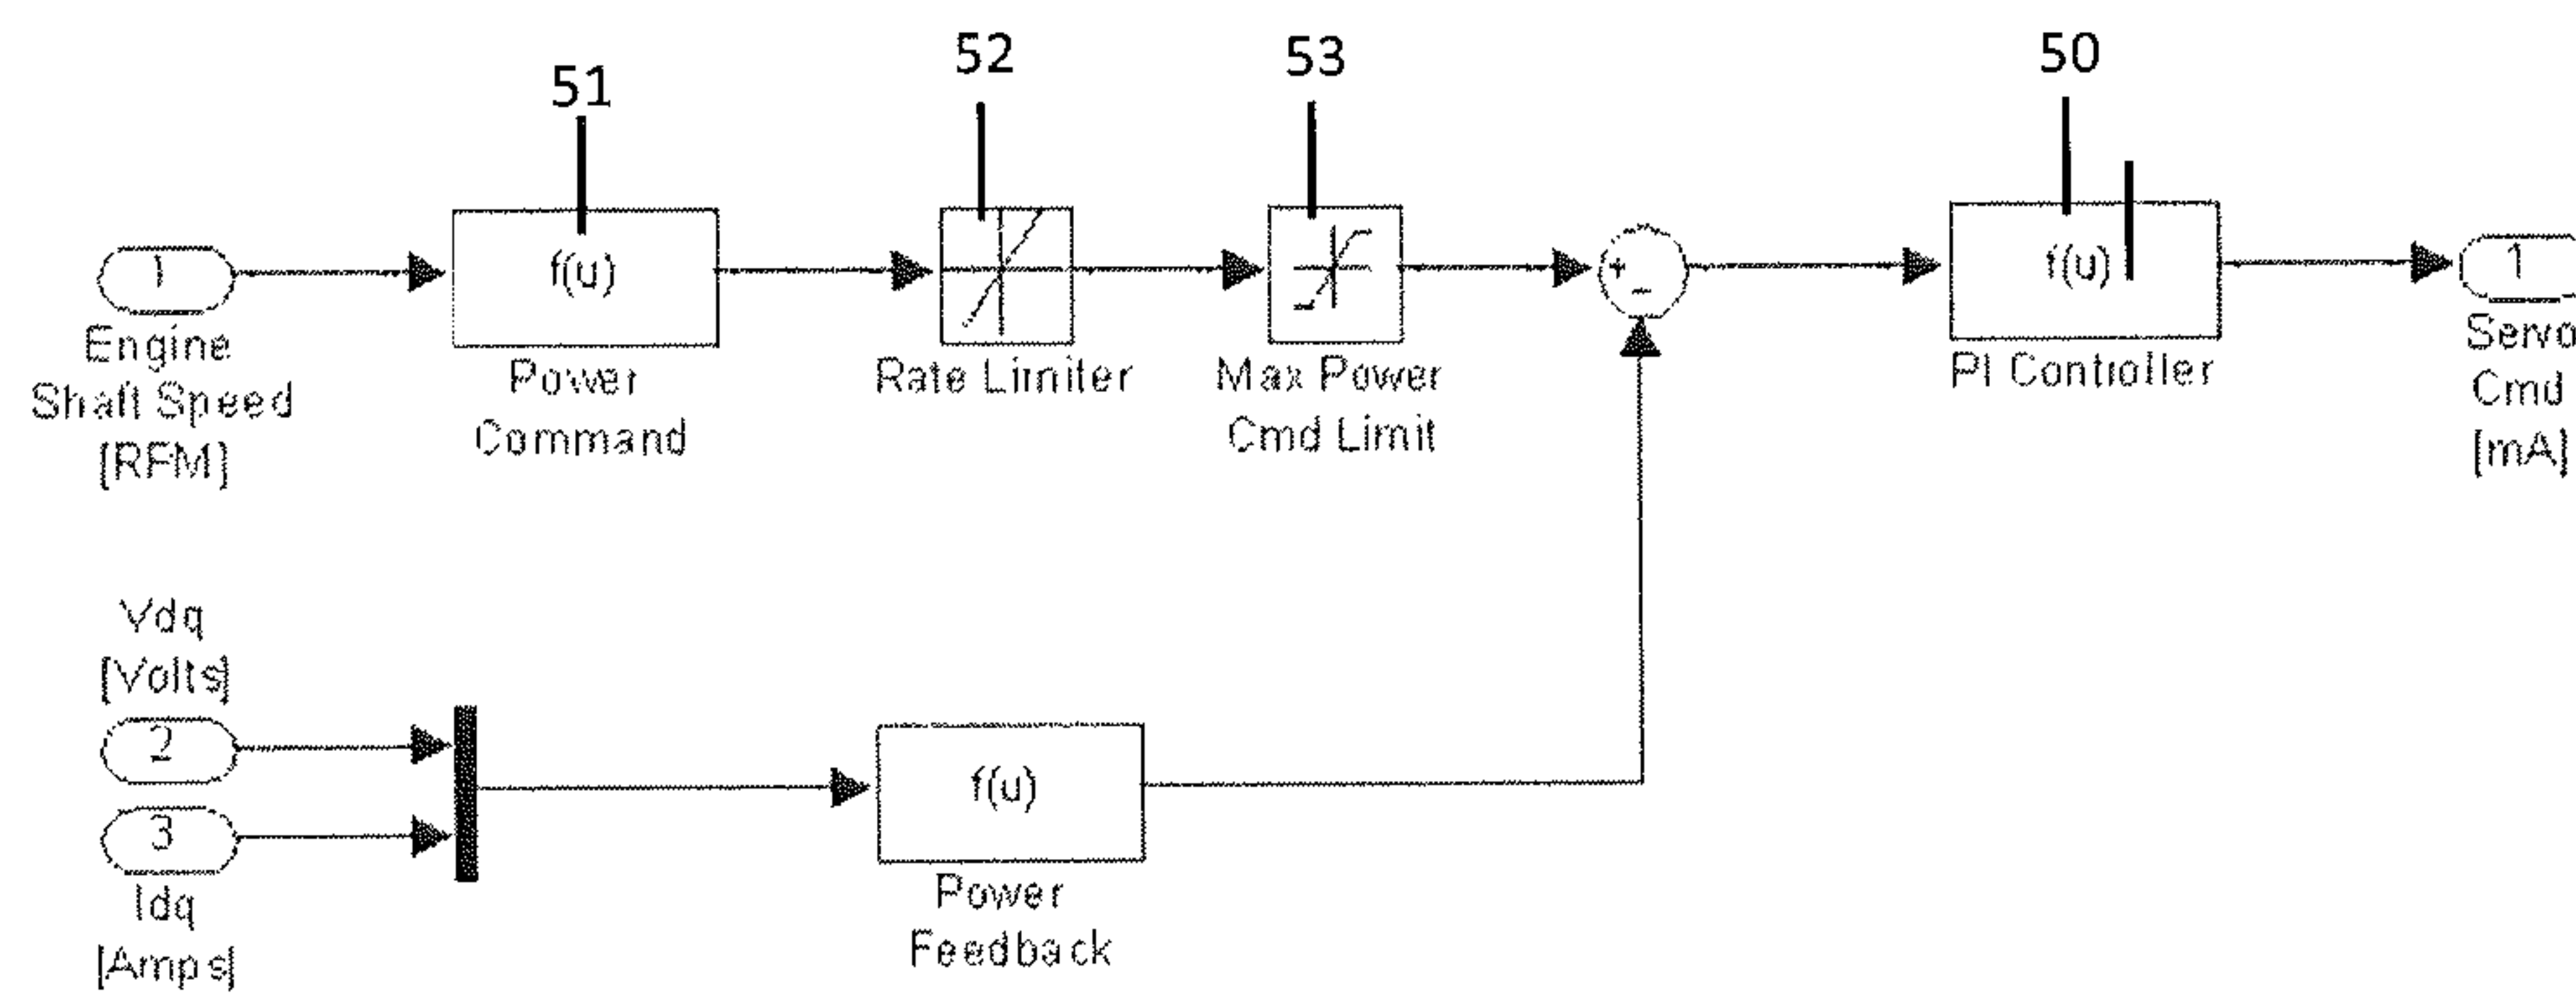 51
52
53
50
1
f(u)
+
-
f(u)
1
Engine
Shaft Speed
[RPM]
Power
Command
Rate Limiter
Max Power
Cmd Limit
PI Controller
Servo
Cmd
[mA]
Vdq
[Volts]
2
3
Idq
[Amps]
f(u)
Power
Feedback